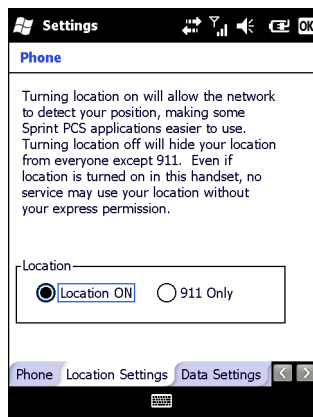 Settings
OK
Phone
Turning location on will allow the network
to detect your position, making some
Sprint PCS applications easier to use.
Turning location off will hide your location
from everyone except 911. Even if
location is turned on in this handset, no
service may use your location without
your express permission.
Location
Location ON 911 Only
Phone Location Settings Data Settings